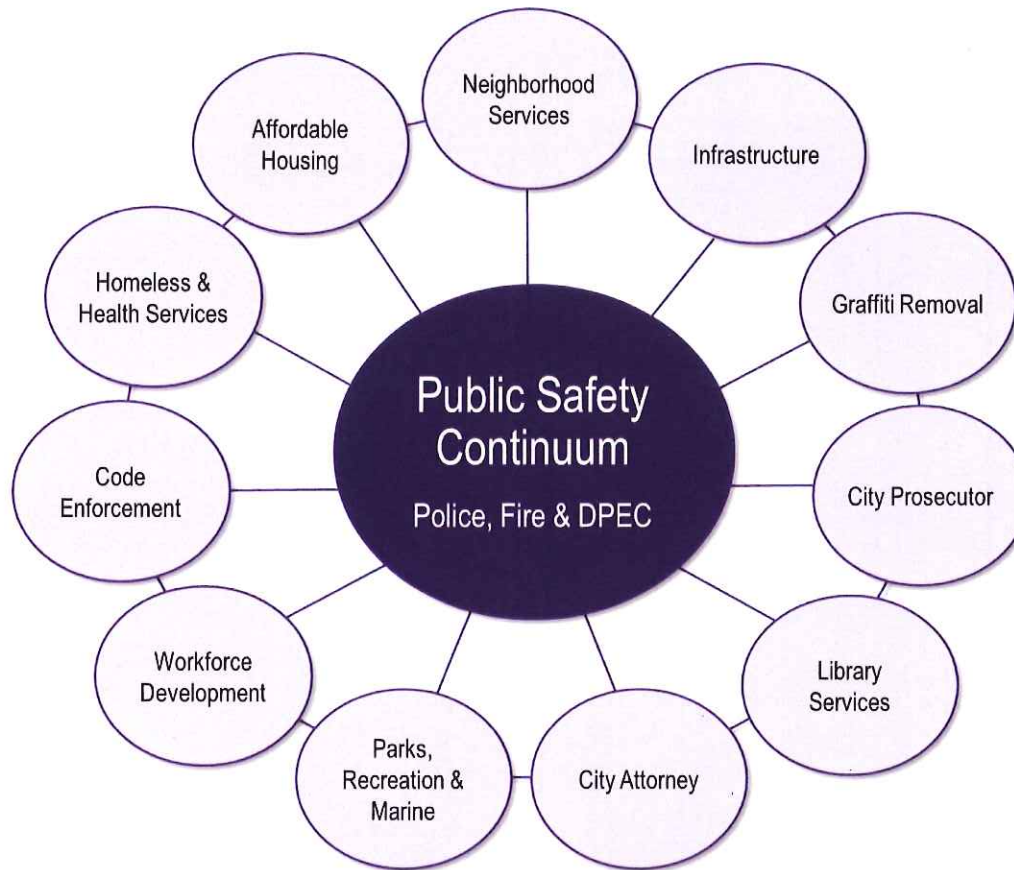 Neighborhood
Services
Affordable
Housing
Infrastructure
Homeless &
Health Services
Graffiti Removal
Public Safety
Continuum
Police, Fire & DPEC
Code
Enforcement
City Prosecutor
Workforce
Development
Library
Services
Parks,
Recreation &
Marine
City Attorney